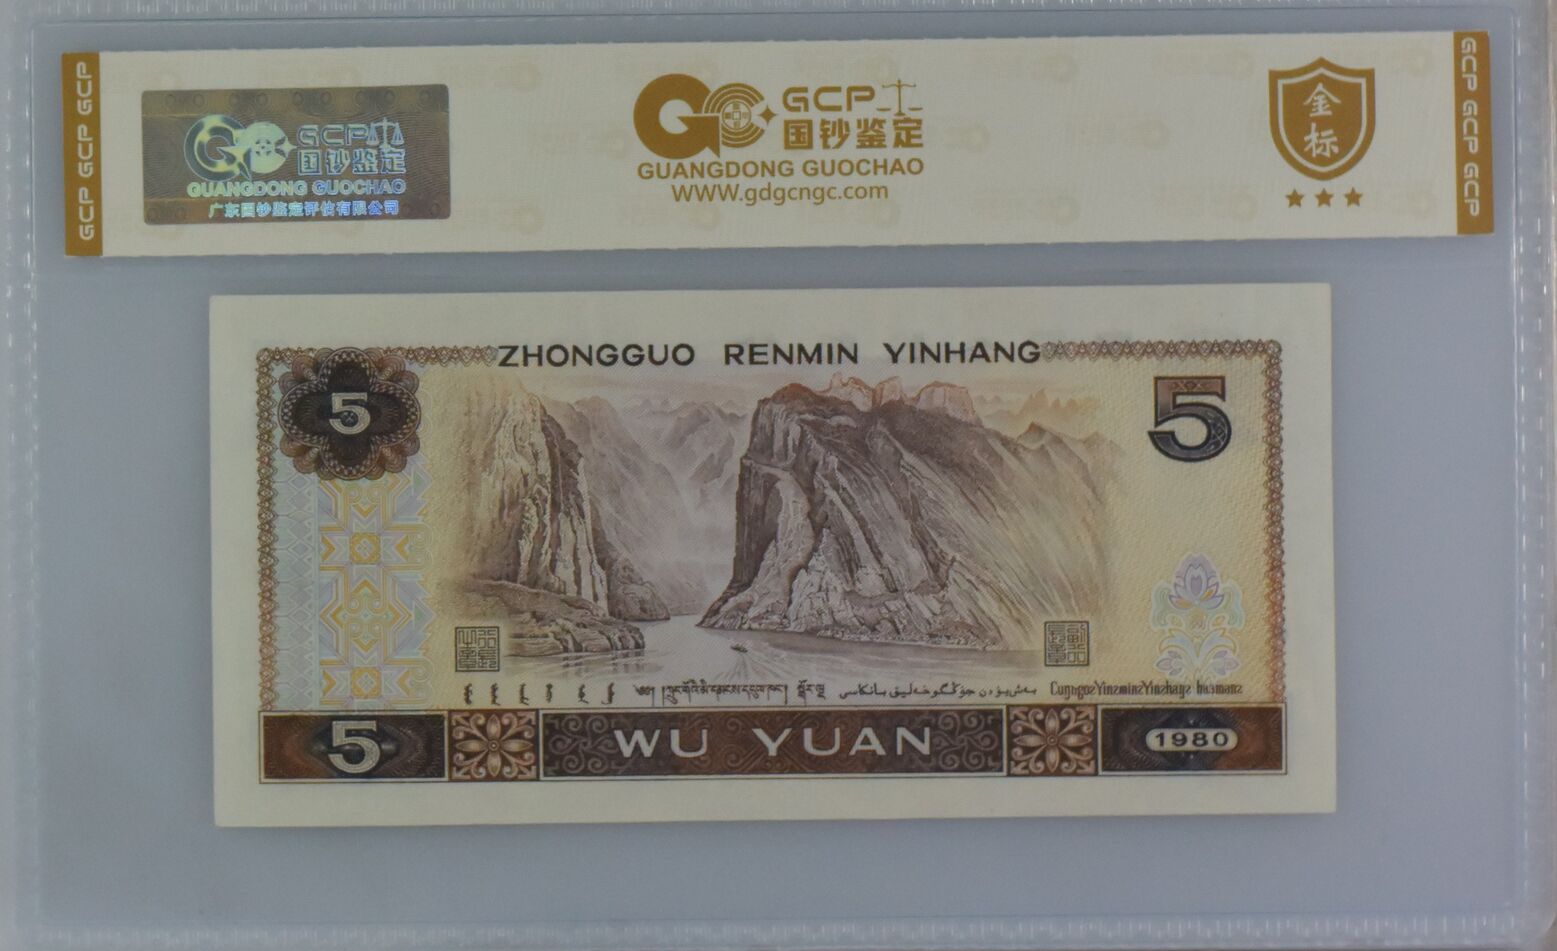 GCP GCP GCP
GCP
国钞鉴定
GUANGDONG GUOCHAO
广东国钞鉴定评估有限公司
GCP
国钞鉴定
GUANGDONG GUOCHAO
WWW.gdgcngc.com
金标
GCP GCP GCP
ZHONGGUO RENMIN YINHANG
5
5
5
WU YUAN
1980